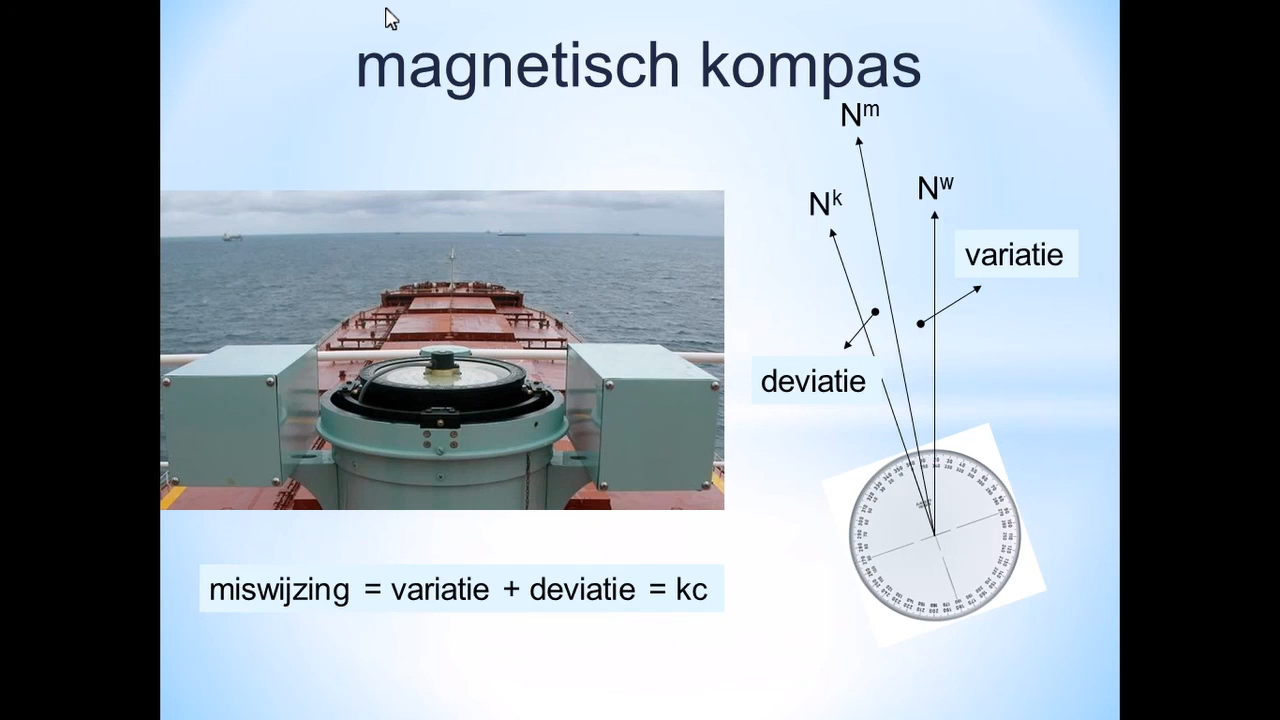 magnetisch kompas
Nᵐ
Nᵏ
Nʷ
variatie
deviatie
miswijzing = variatie + deviatie = kc